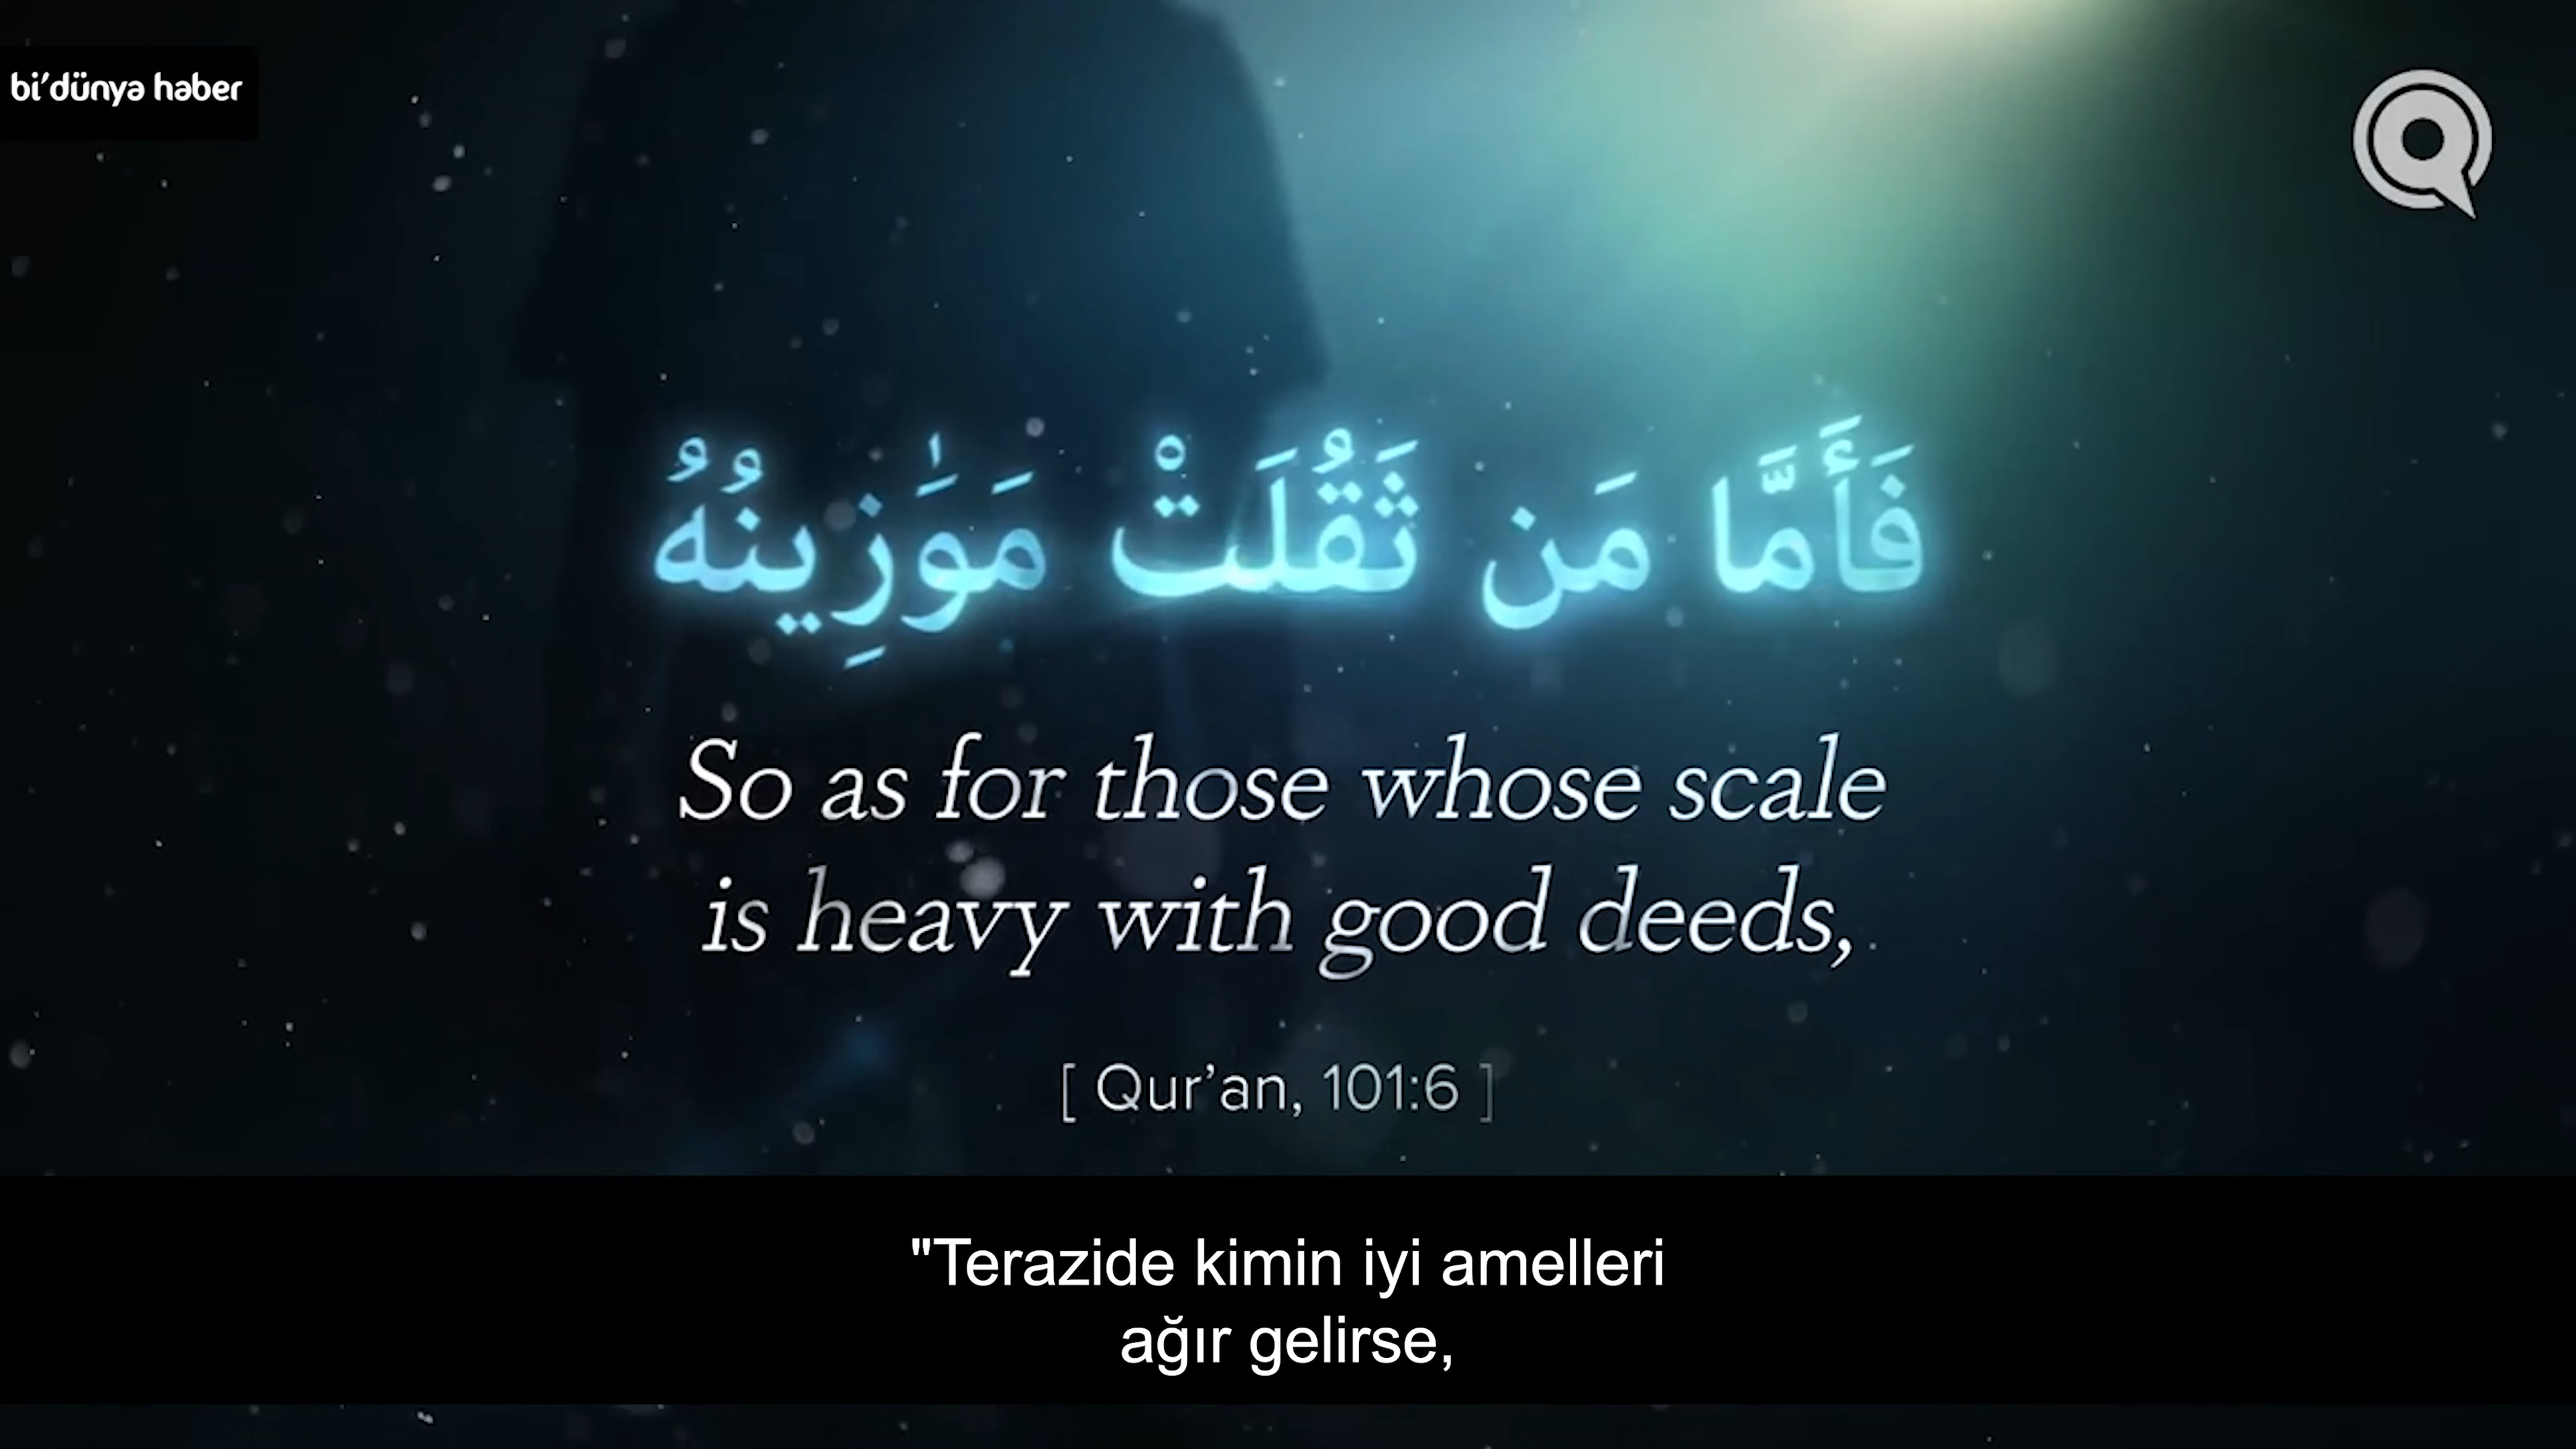 bi'dünya haber
فَأَمَّا مَن ثَقُلَتْ مَوَٰزِينُهُۥ
So as for those whose scale
is heavy with good deeds,
[ Qur’an, 101:6 ]
"Terazide kimin iyi amelleri
ağır gelirse,